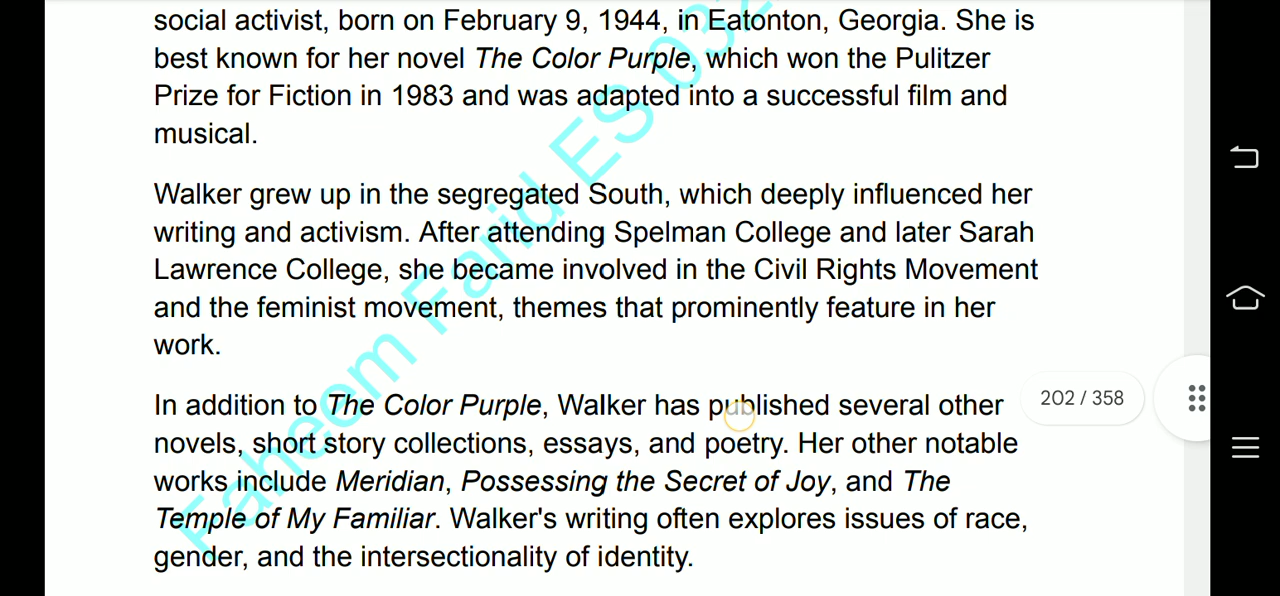 social activist, born on February 9, 1944, in Eatonton, Georgia. She is
best known for her novel The Color Purple, which won the Pulitzer
Prize for Fiction in 1983 and was adapted into a successful film and
musical.
Walker grew up in the segregated South, which deeply influenced her
writing and activism. After attending Spelman College and later Sarah
Lawrence College, she became involved in the Civil Rights Movement
and the feminist movement, themes that prominently feature in her
work.
In addition to The Color Purple, Walker has published several other
novels, short story collections, essays, and poetry. Her other notable
works include Meridian, Possessing the Secret of Joy, and The
Temple of My Familiar. Walker's writing often explores issues of race,
gender, and the intersectionality of identity.
202 / 358
Faheem Farid ES